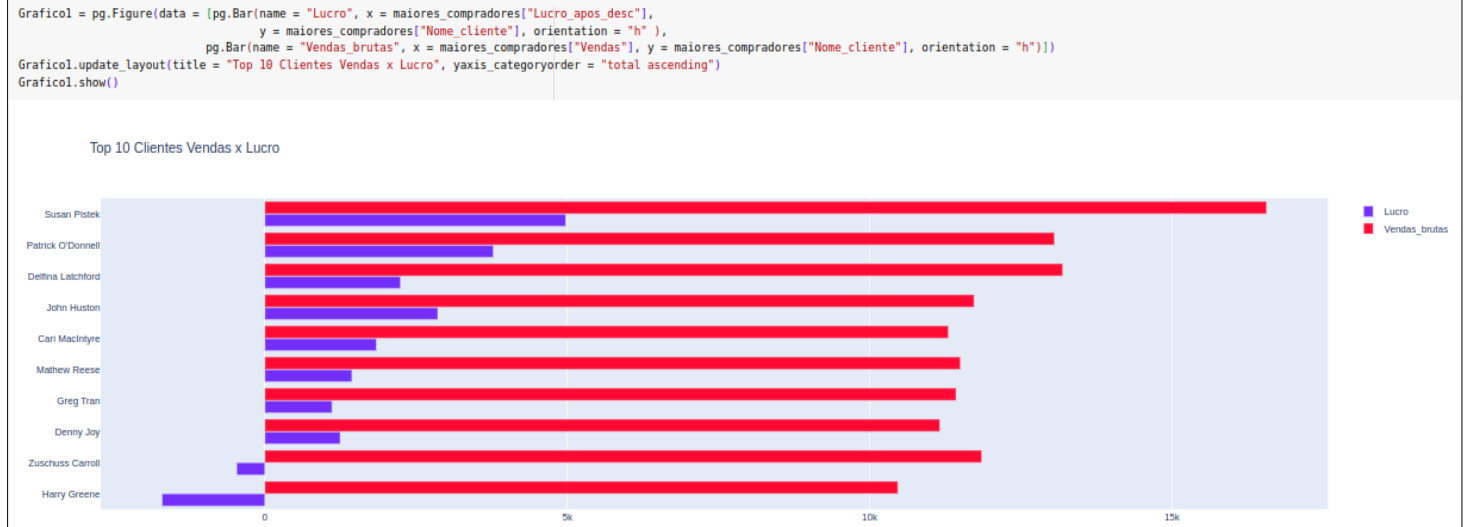 Grafico1 = pg.Figure(data = [pg.Bar(name = "Lucro", x = maiores_compradores["Lucro_apos_desc"],
y = maiores_compradores["Nome_cliente"], orientation = "h" ),
pg.Bar(name = "Vendas_brutas", x = maiores_compradores["Vendas"], y = maiores_compradores["Nome_cliente"], orientation = "h")])
Grafico1.update_layout(title = "Top 10 Clientes Vendas x Lucro", yaxis_categoryorder = "total ascending")
Grafico1.show()
Top 10 Clientes Vendas x Lucro
Susan Pistek
Patrick O'Donnell
Delfina Latchford
John Huston
Cari MacIntyre
Mathew Reese
Greg Tran
Denny Joy
Zuschuss Carroll
Harry Greene
0 5k 10k 15k
Lucro
Vendas_brutas